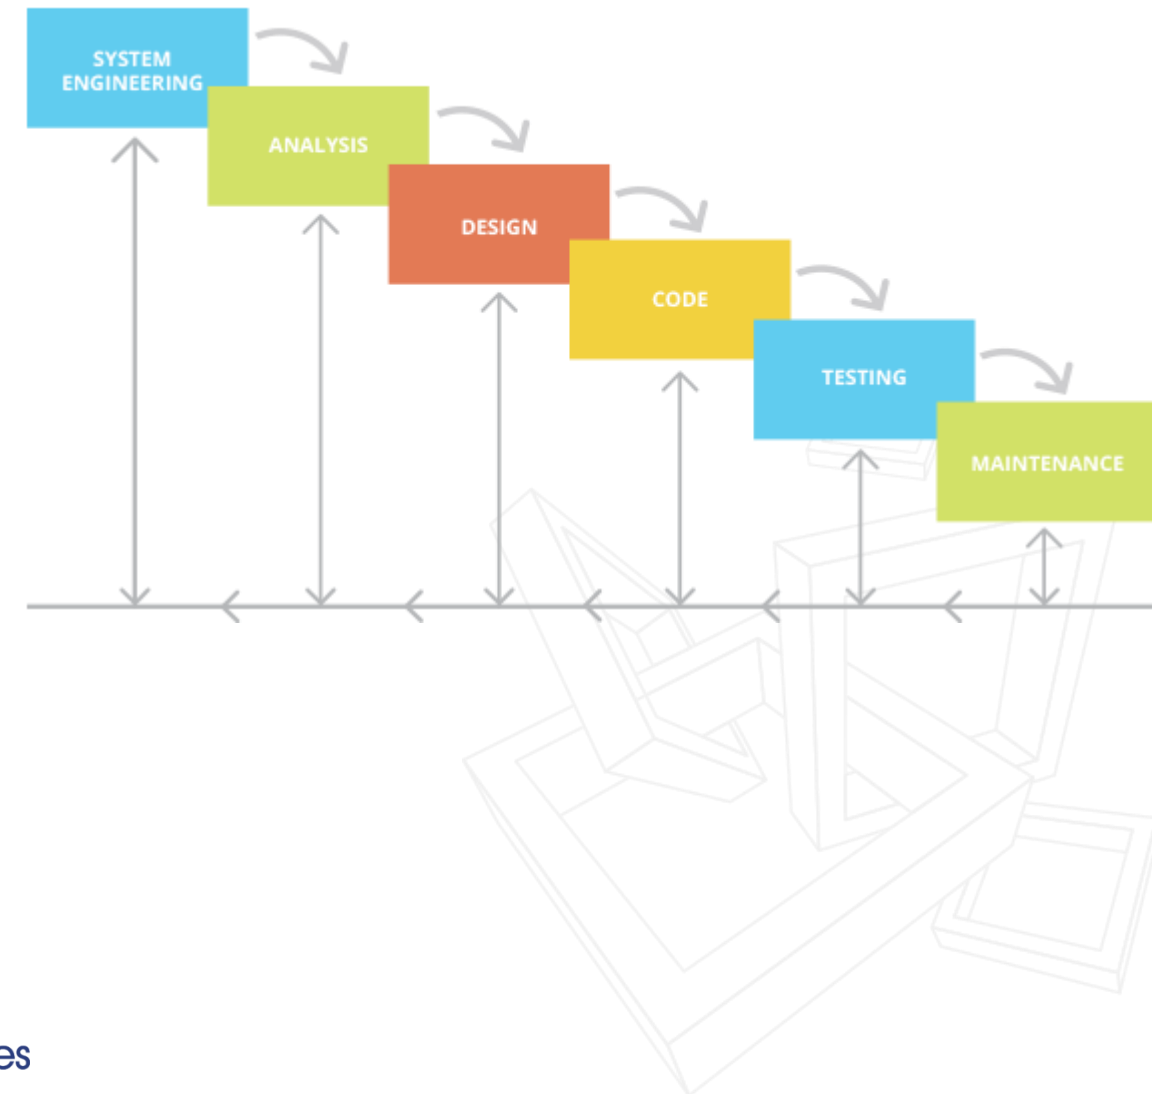 SYSTEM
ENGINEERING
ANALYSIS
DESIGN
CODE
TESTING
MAINTENANCE
es